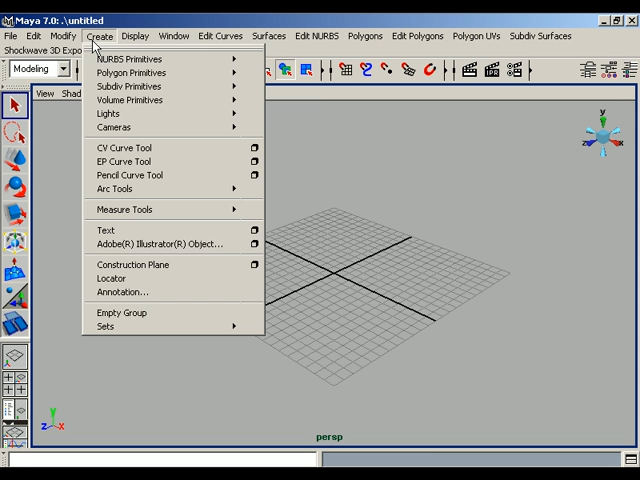 Maya 7.0: .\untitled
File Edit Modify Create Display Window Edit Curves Surfaces Edit NURBS Polygons Edit Polygons Polygon UVs Subdiv Surfaces
Shockwave 3D Expo
Modeling
View Shad
NURBS Primitives
Polygon Primitives
Subdiv Primitives
Volume Primitives
Lights
Cameras
CV Curve Tool
EP Curve Tool
Pencil Curve Tool
Arc Tools
Measure Tools
Text
Adobe(R) Illustrator(R) Object...
Construction Plane
Locator
Annotation...
Empty Group
Sets
y
z x
y
z x
persp